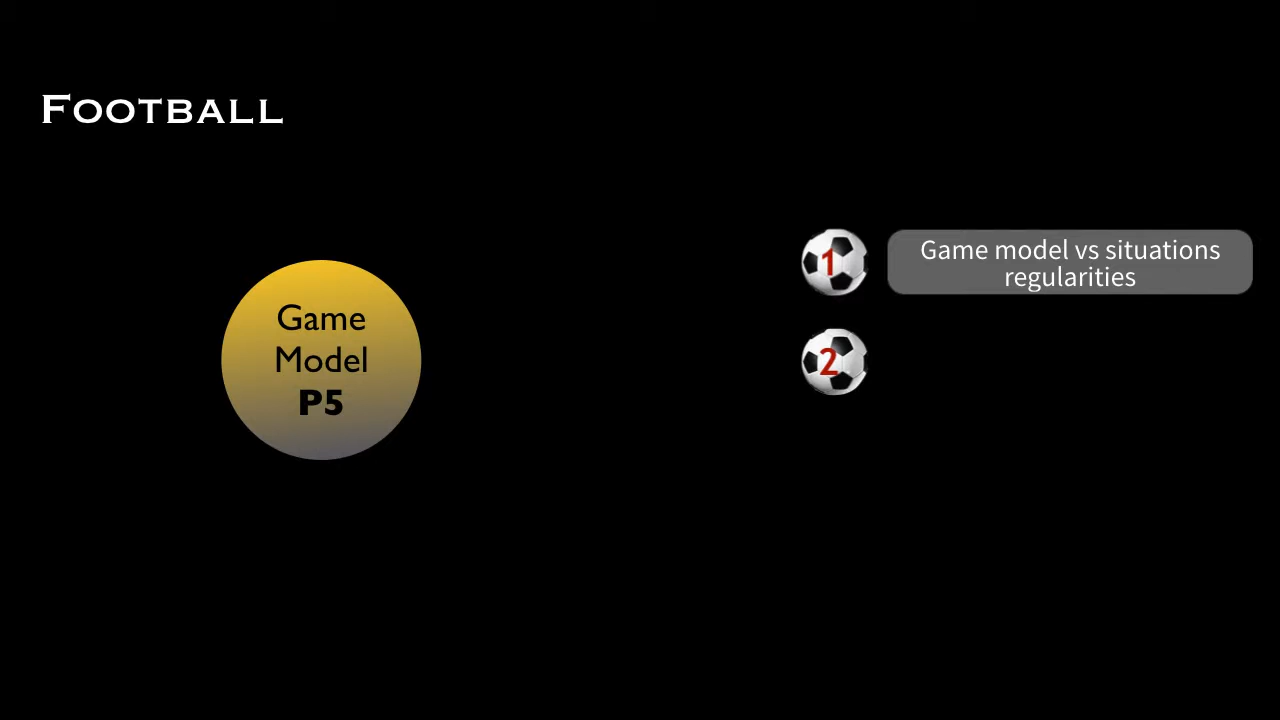 Football
Game
Model
P5
1
Game model vs situations
regularities
2